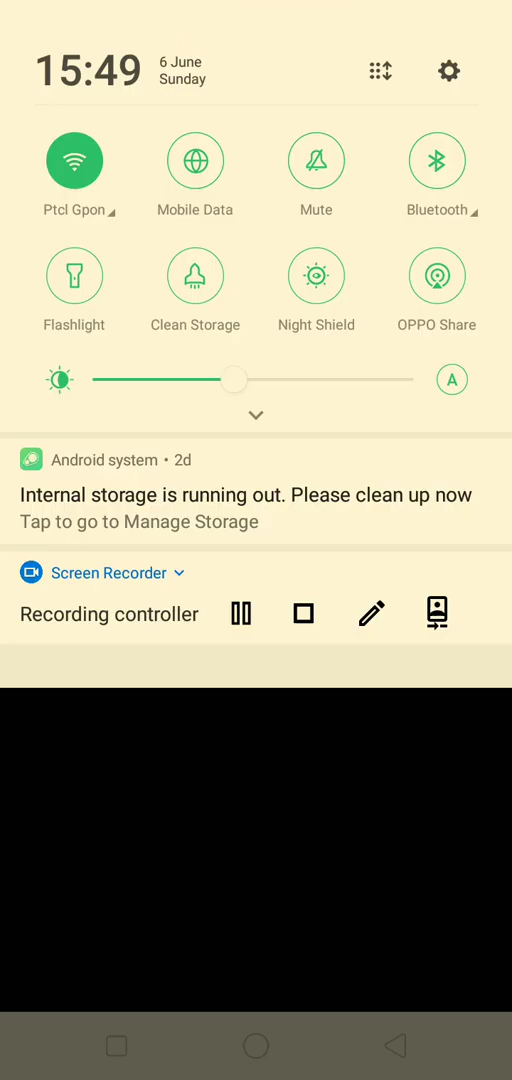 15:49
6 June
Sunday
Ptcl Gpon
Mobile Data
Mute
Bluetooth
Flashlight
Clean Storage
Night Shield
OPPO Share
A
Android system • 2d
Internal storage is running out. Please clean up now
Tap to go to Manage Storage
Screen Recorder
Recording controller